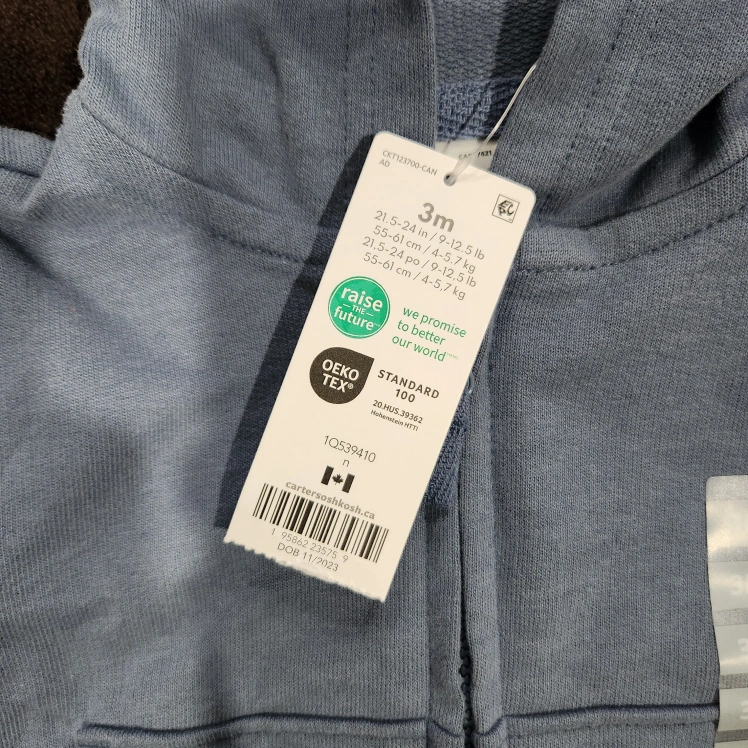 CKT123700-CAN
AD
3m
21.5-24 in / 9-12.5 lb
55-61 cm / 4-5.7 kg
21.5-24 po / 9-12.5 lb
55-61 cm / 4-5,7 kg
raise
THE
future
we promise
to better
our world
OEKO
TEX®
STANDARD
100
20.HUS.39362
Hohenstein HTTI
1Q539410
n
cartersoshkosh.ca
1 95862 23575 9
DOB 11/2023